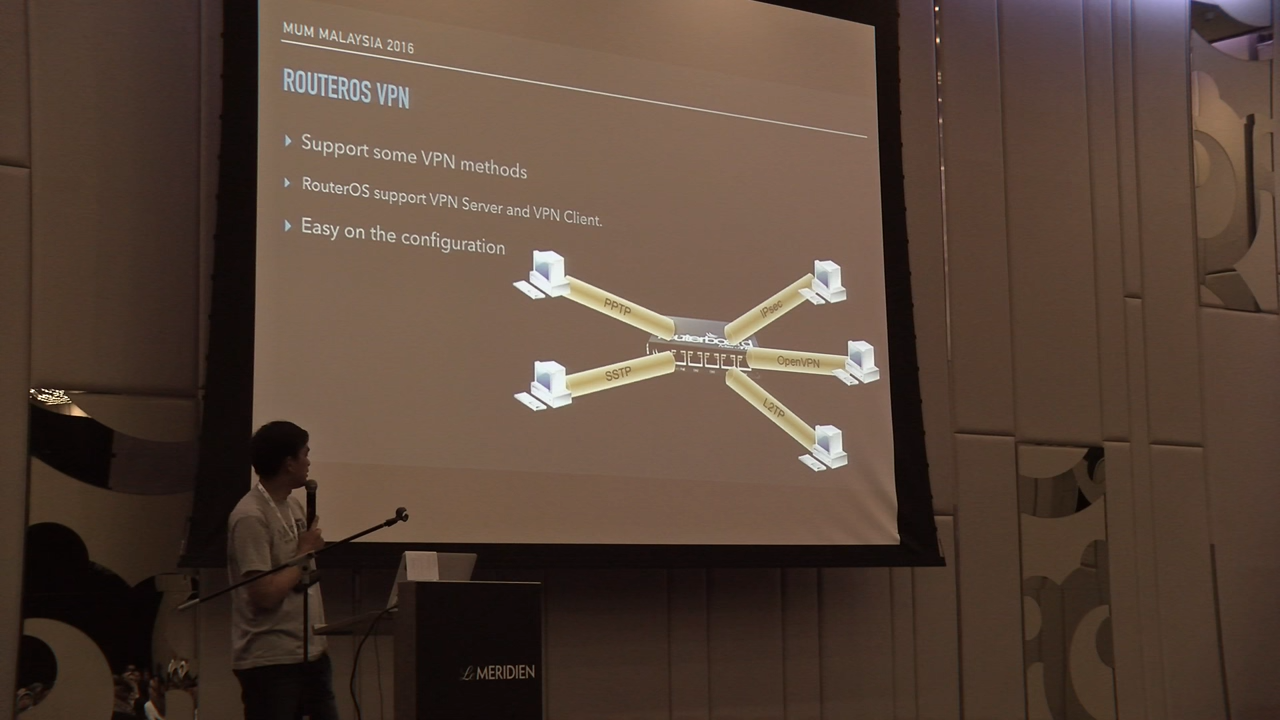 MUM MALAYSIA 2016
ROUTEROS VPN
Support some VPN methods
RouterOS support VPN Server and VPN Client.
Easy on the configuration
PPTP
IPsec
routerboard
OpenVPN
SSTP
L2TP
Le MERIDIEN